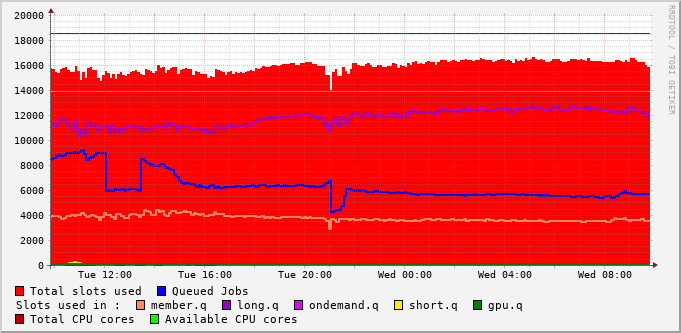 20000
18000
16000
14000
12000
10000
8000
6000
4000
2000
0
Tue 12:00 Tue 16:00 Tue 20:00 Wed 00:00 Wed 04:00 Wed 08:00
RRDTOOL / TOBI OETIKER
Total slots used Queued Jobs
Slots used in : member.q long.q ondemand.q short.q gpu.q
Total CPU cores Available CPU cores